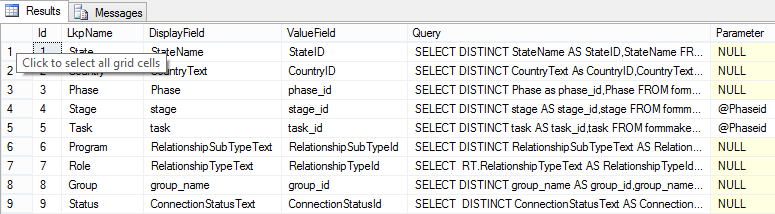 Results Messages
Id LkpName DisplayField ValueField Query Parameter
1 1 State StateName StateID SELECT DISTINCT StateName AS StateID,StateName FR... NULL
Click to select all grid cells
2 2 Country CountryText CountryID SELECT DISTINCT CountryText As CountryID,CountryText... NULL
3 3 Phase Phase phase_id SELECT DISTINCT Phase as phase_id,Phase FROM formm... NULL
4 4 Stage stage stage_id SELECT DISTINCT stage AS stage_id,stage FROM formm... @Phaseid
5 5 Task task task_id SELECT DISTINCT task AS task_id,task FROM formmake... @Phaseid
6 6 Program RelationshipSubTypeText RelationshipSubTypeId SELECT DISTINCT RelationshipSubTypeText AS Relation... NULL
7 7 Role RelationshipTypeText RelationshipTypeId SELECT RT.RelationshipTypeText AS RelationshipTypeId... NULL
8 8 Group group_name group_id SELECT DISTINCT group_name AS group_id,group_name... NULL
9 9 Status ConnectionStatusText ConnectionStatusId SELECT DISTINCT ConnectionStatusText AS Connection... NULL